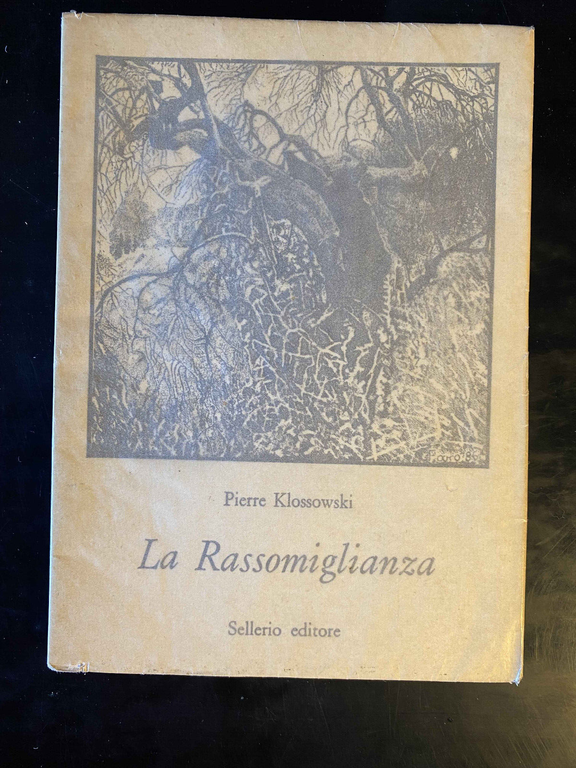 Pierre Klossowski
La Rassomiglianza
Sellerio editore